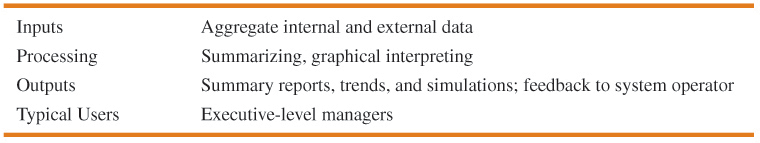 Inputs Aggregate internal and external data
Processing Summarizing, graphical interpreting
Outputs Summary reports, trends, and simulations; feedback to system operator
Typical Users Executive-level managers